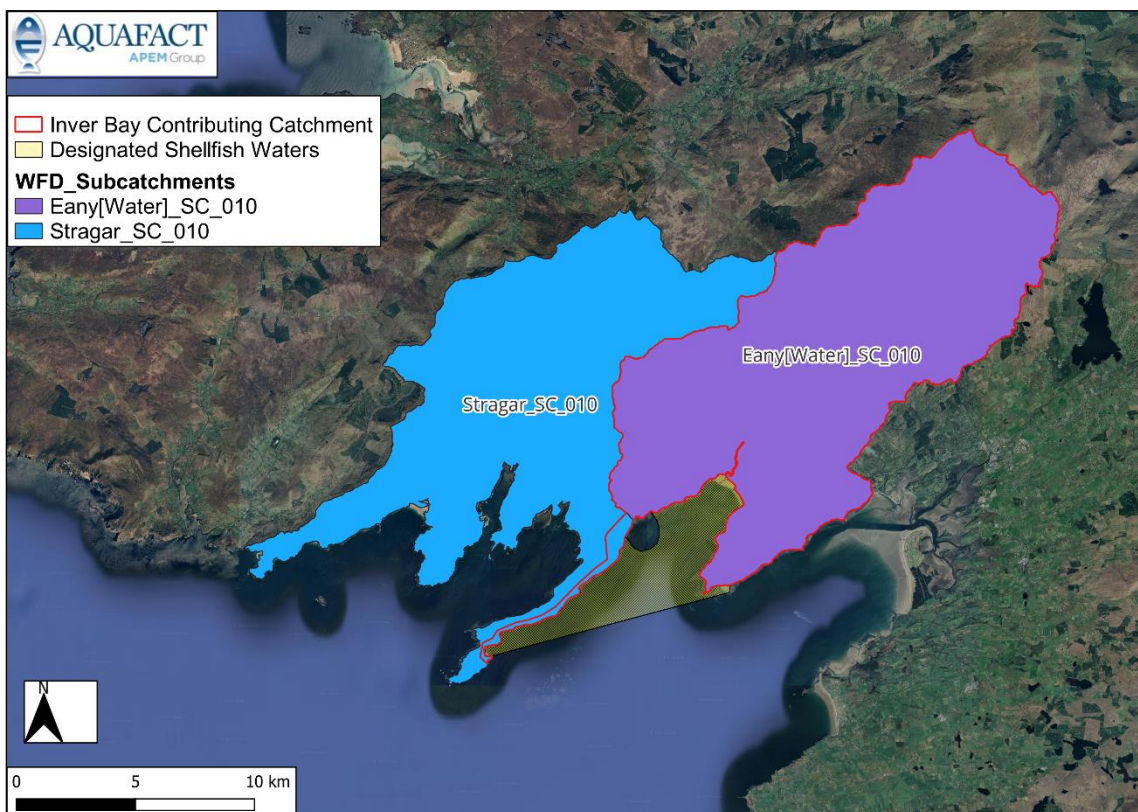 AQUAFACT
APEM Group
Inver Bay Contributing Catchment
Designated Shellfish Waters
WFD_Subcatchments
Eany[Water]_SC_010
Stragar_SC_010
Eany[Water]_SC_010
Stragar_SC_010
N
0 5 10 km